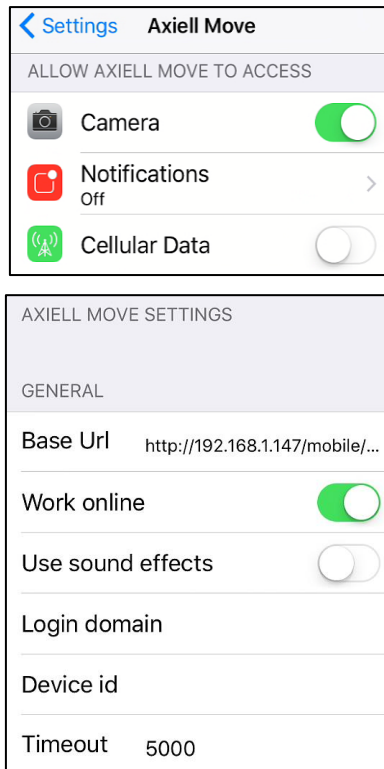 Settings Axiell Move
ALLOW AXIELL MOVE TO ACCESS
Camera
Notifications
Off
Cellular Data
AXIELL MOVE SETTINGS
GENERAL
Base Url http://192.168.1.147/mobile/...
Work online
Use sound effects
Login domain
Device id
Timeout 5000